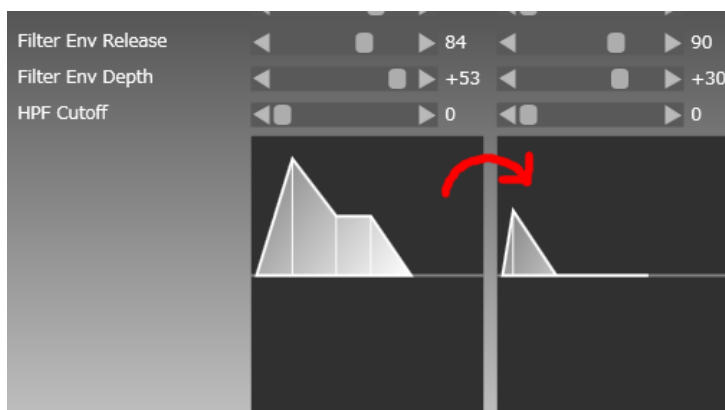 Filter Env Release 84 90
Filter Env Depth +53 +30
HPF Cutoff 0 0